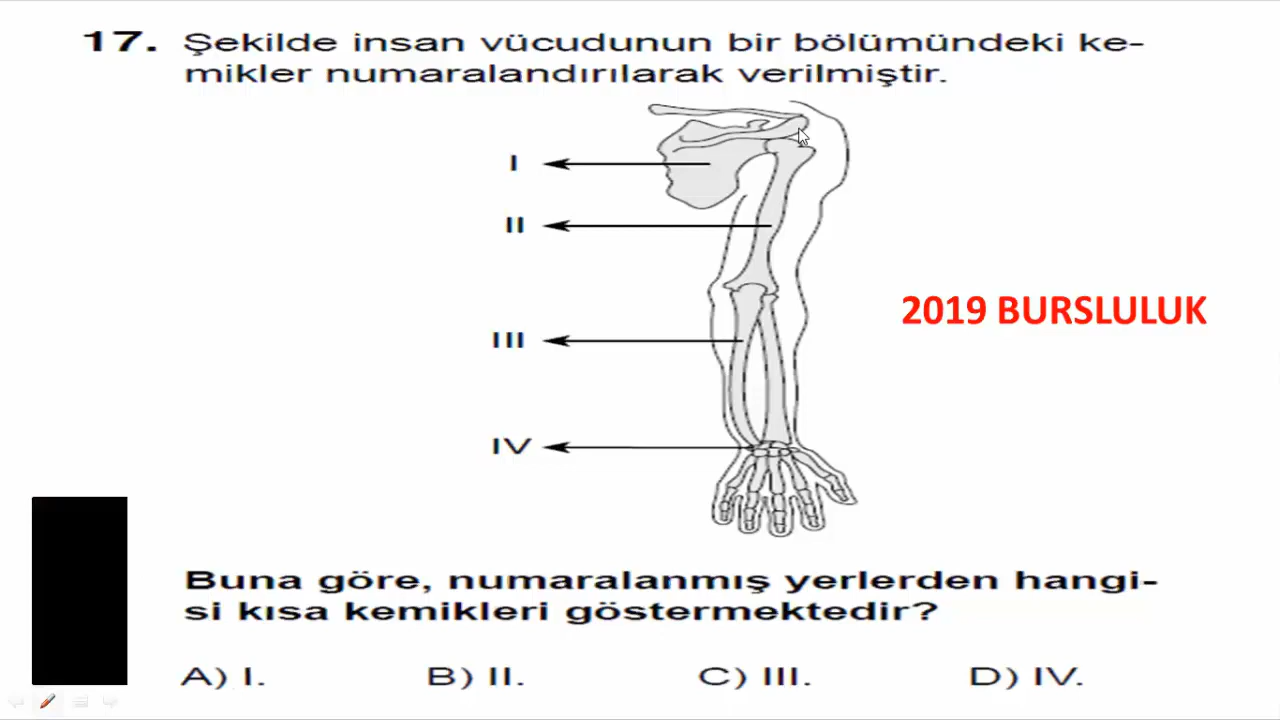 17. Şekilde insan vücudunun bir bölümündeki ke-
mikler numaralandırılarak verilmiştir.
I
II
2019 BURSLULUK
III
IV
Buna göre, numaralanmış yerlerden hangi-
si kısa kemikleri göstermektedir?
A) I. B) II. C) III. D) IV.